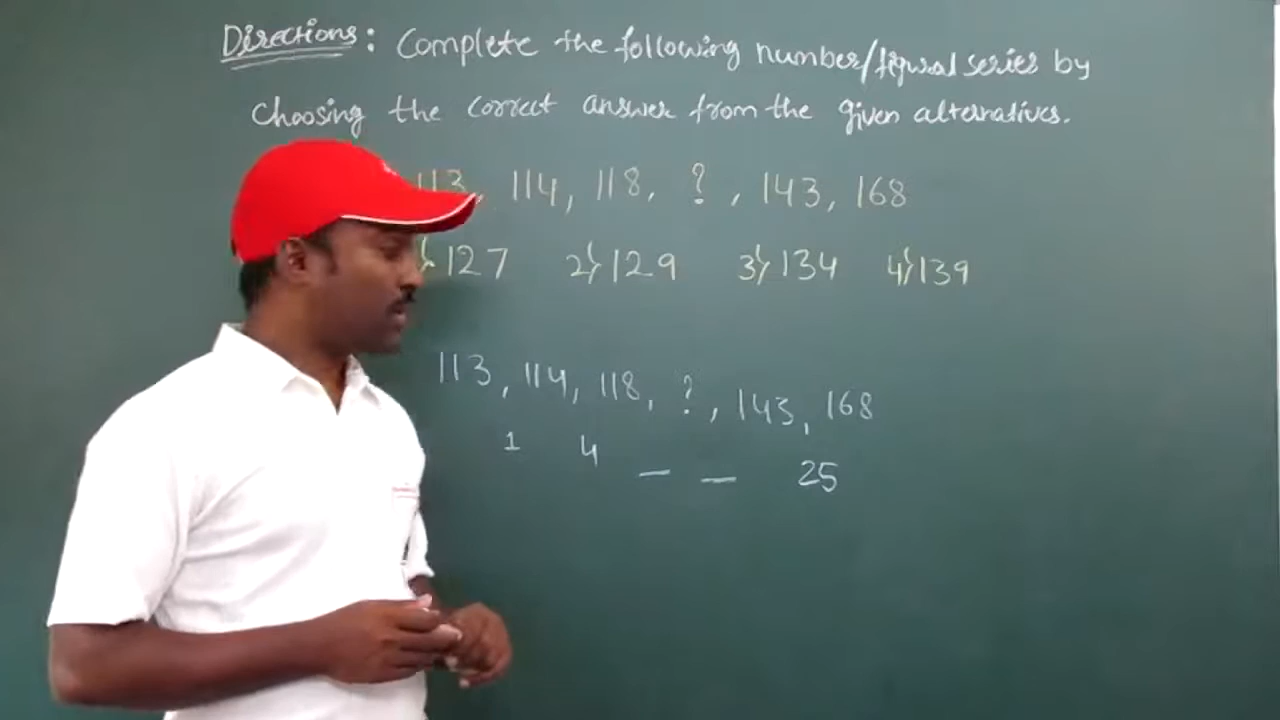 Directions: Complete the following number/figural series by
choosing the correct answer from the given alternatives.
113, 114, 118, ?, 143, 168
127 2) 129 3) 134 4) 139
113, 114, 118, ?, 143, 168
1 4 — — 25